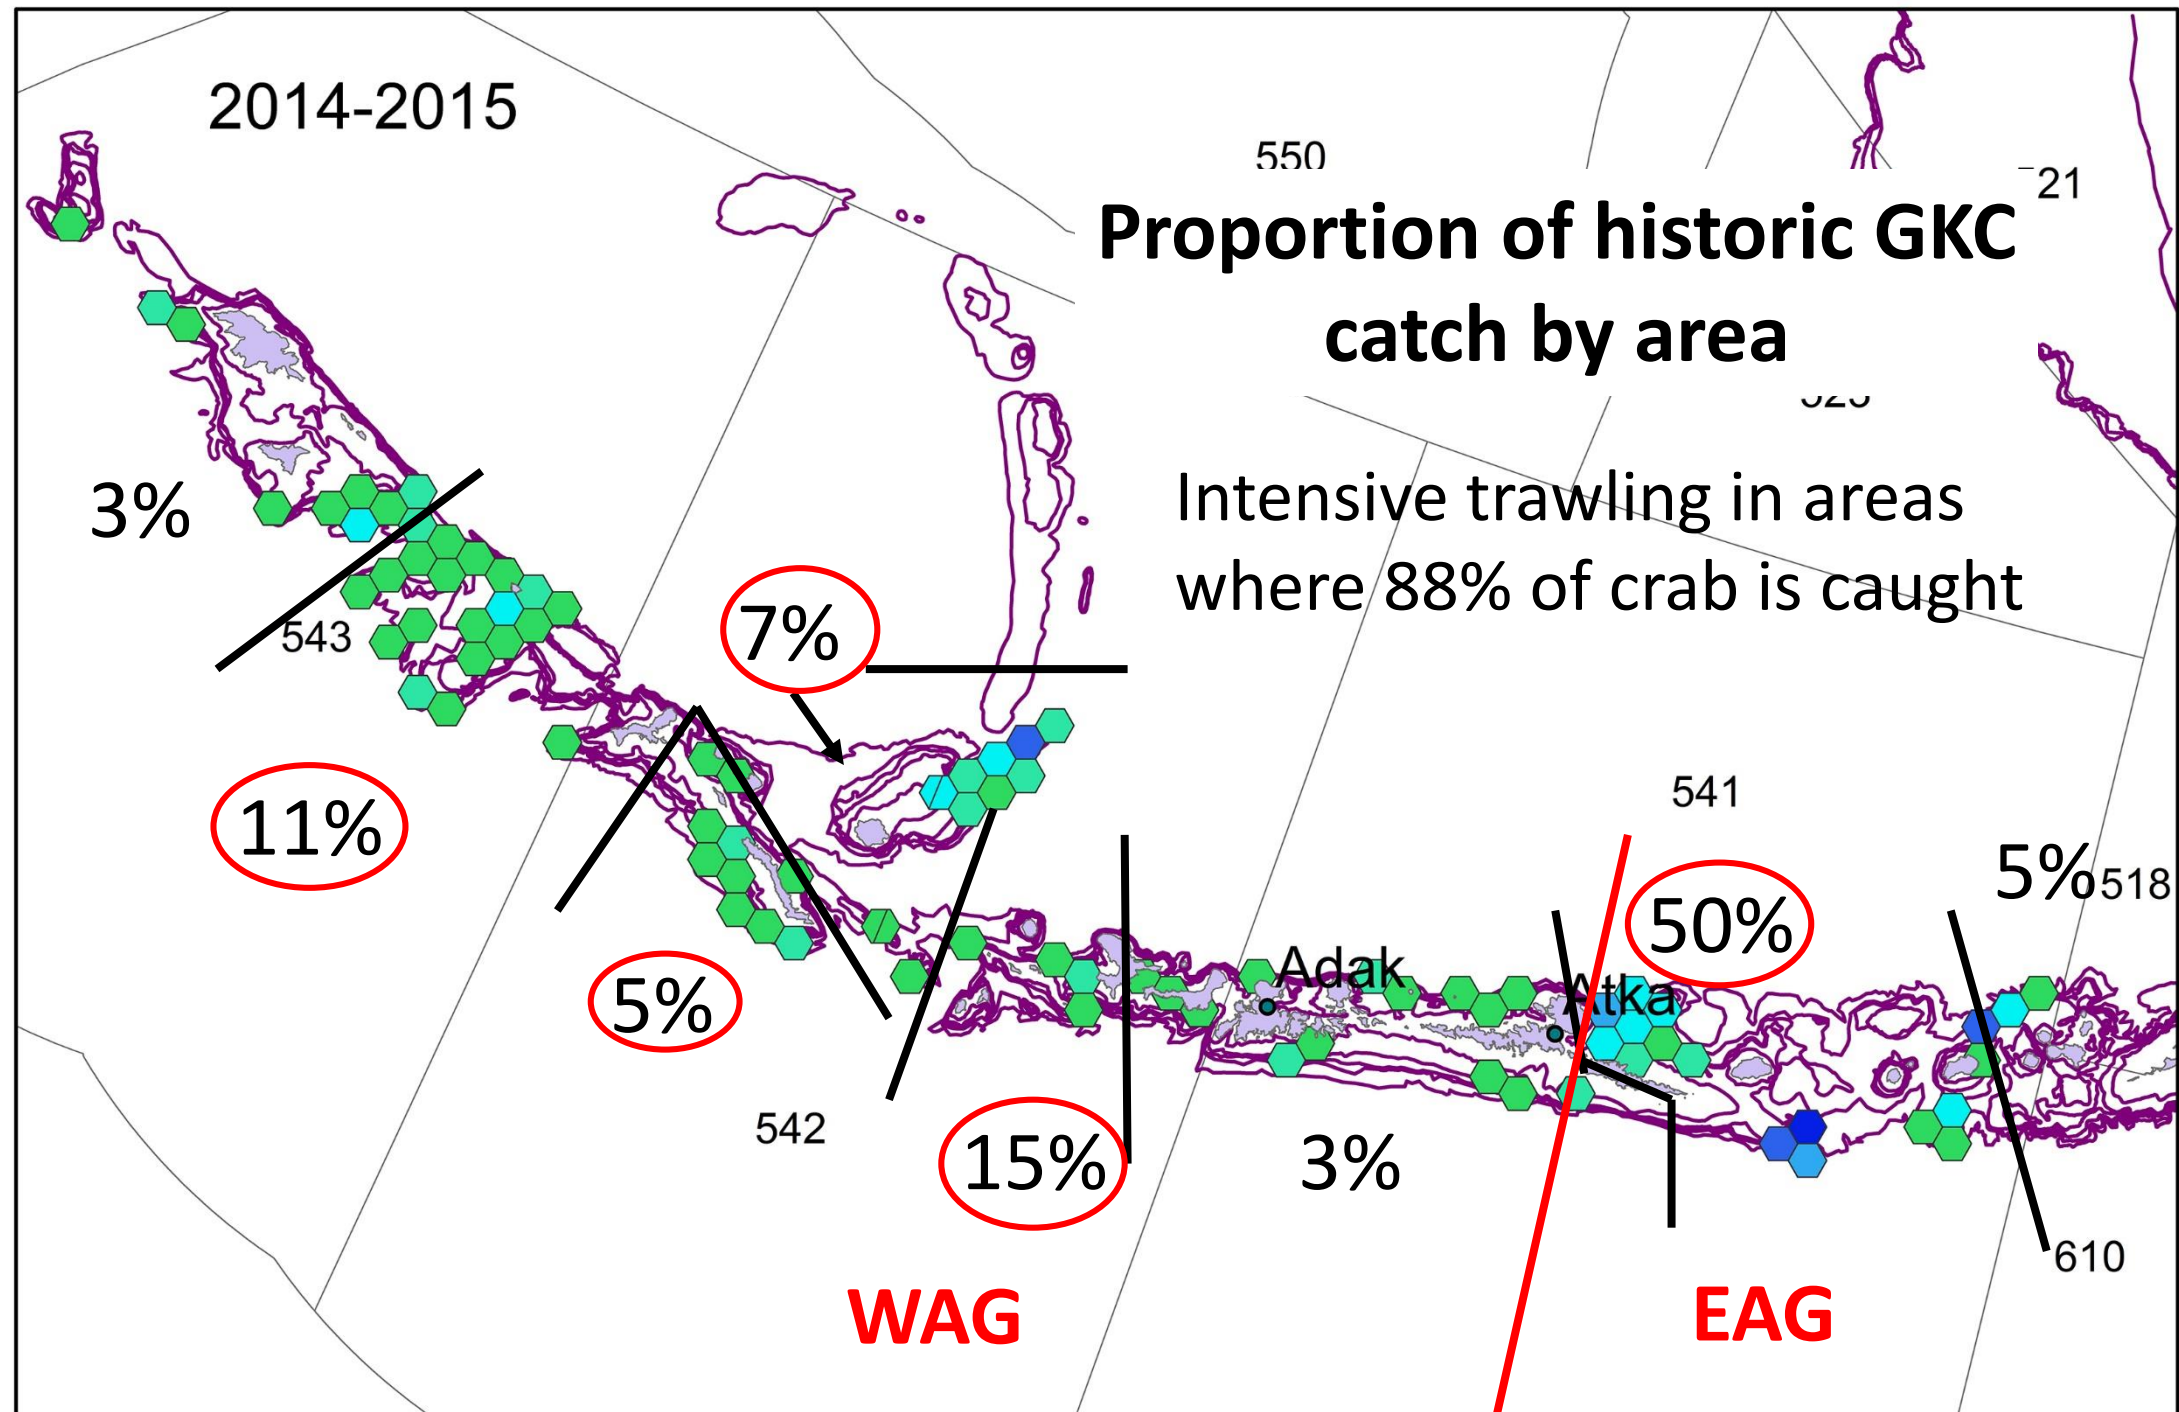 2014-2015
550
21
Proportion of historic GKC
catch by area
Intensive trawling in areas
where 88% of crab is caught
3%
543
7%
11%
541
50%
5%
518
Adak
Atka
5%
542
15%
3%
610
WAG
EAG